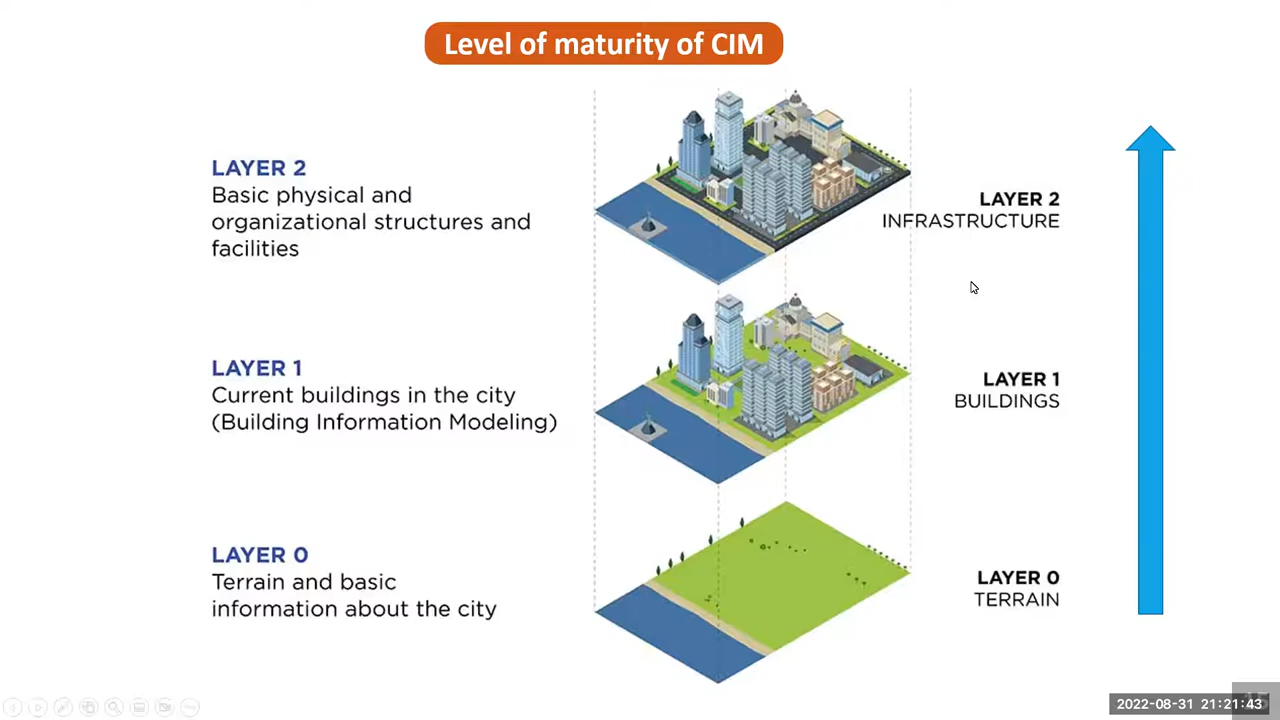 Level of maturity of CIM
LAYER 2
Basic physical and
organizational structures and
facilities
LAYER 2
INFRASTRUCTURE
LAYER 1
Current buildings in the city
(Building Information Modeling)
LAYER 1
BUILDINGS
LAYER 0
Terrain and basic
information about the city
LAYER 0
TERRAIN
2022-08-31 21:21:43